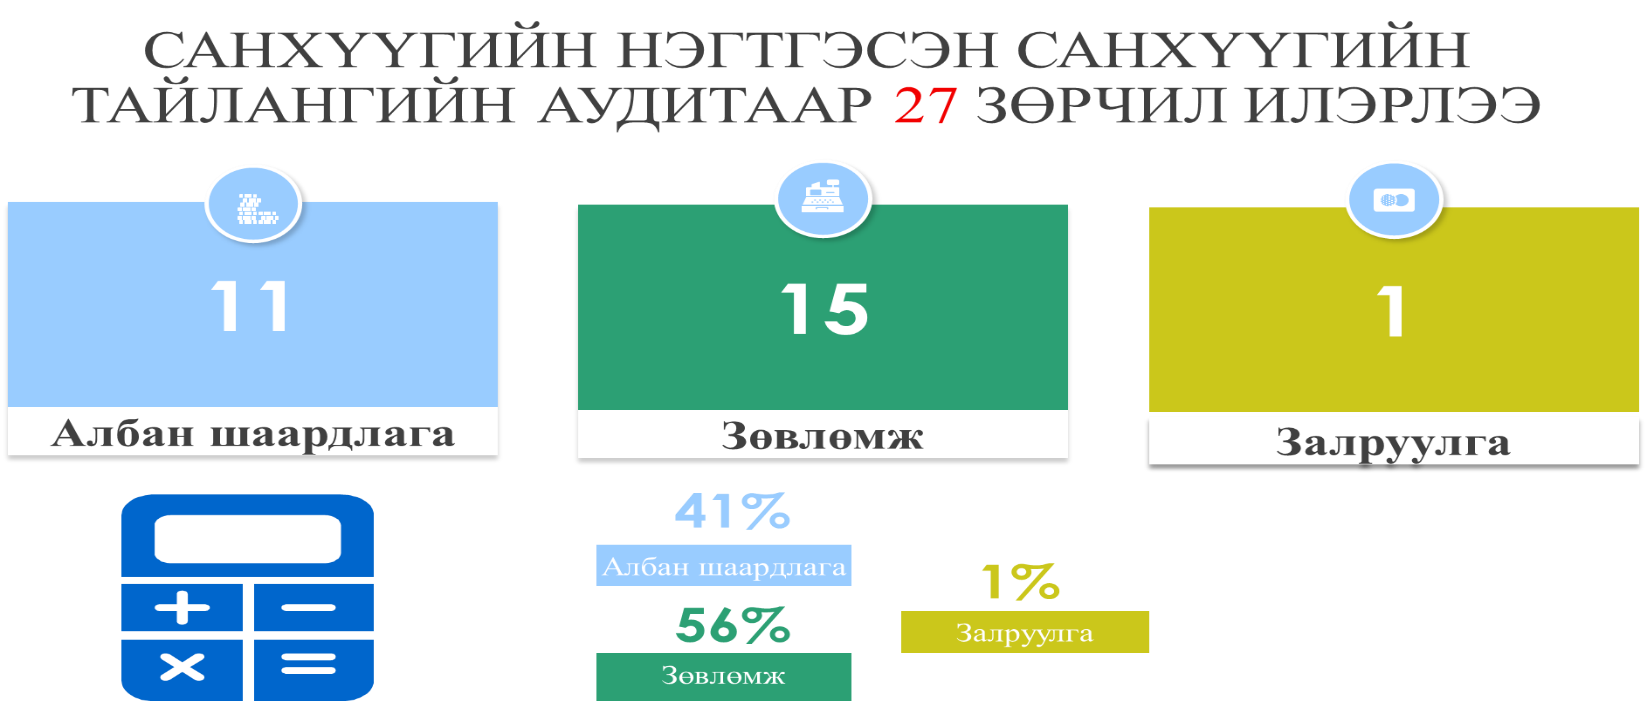 САНХҮҮГИЙН НЭГТГЭСЭН САНХҮҮГИЙН
ТАЙЛАНГИЙН АУДИТААР 27 ЗӨРЧИЛ ИЛЭРЛЭЭ
11
Албан шаардлага
15
Зөвлөмж
1
Залруулга
41%
Албан шаардлага
56%
Зөвлөмж
1%
Залруулга